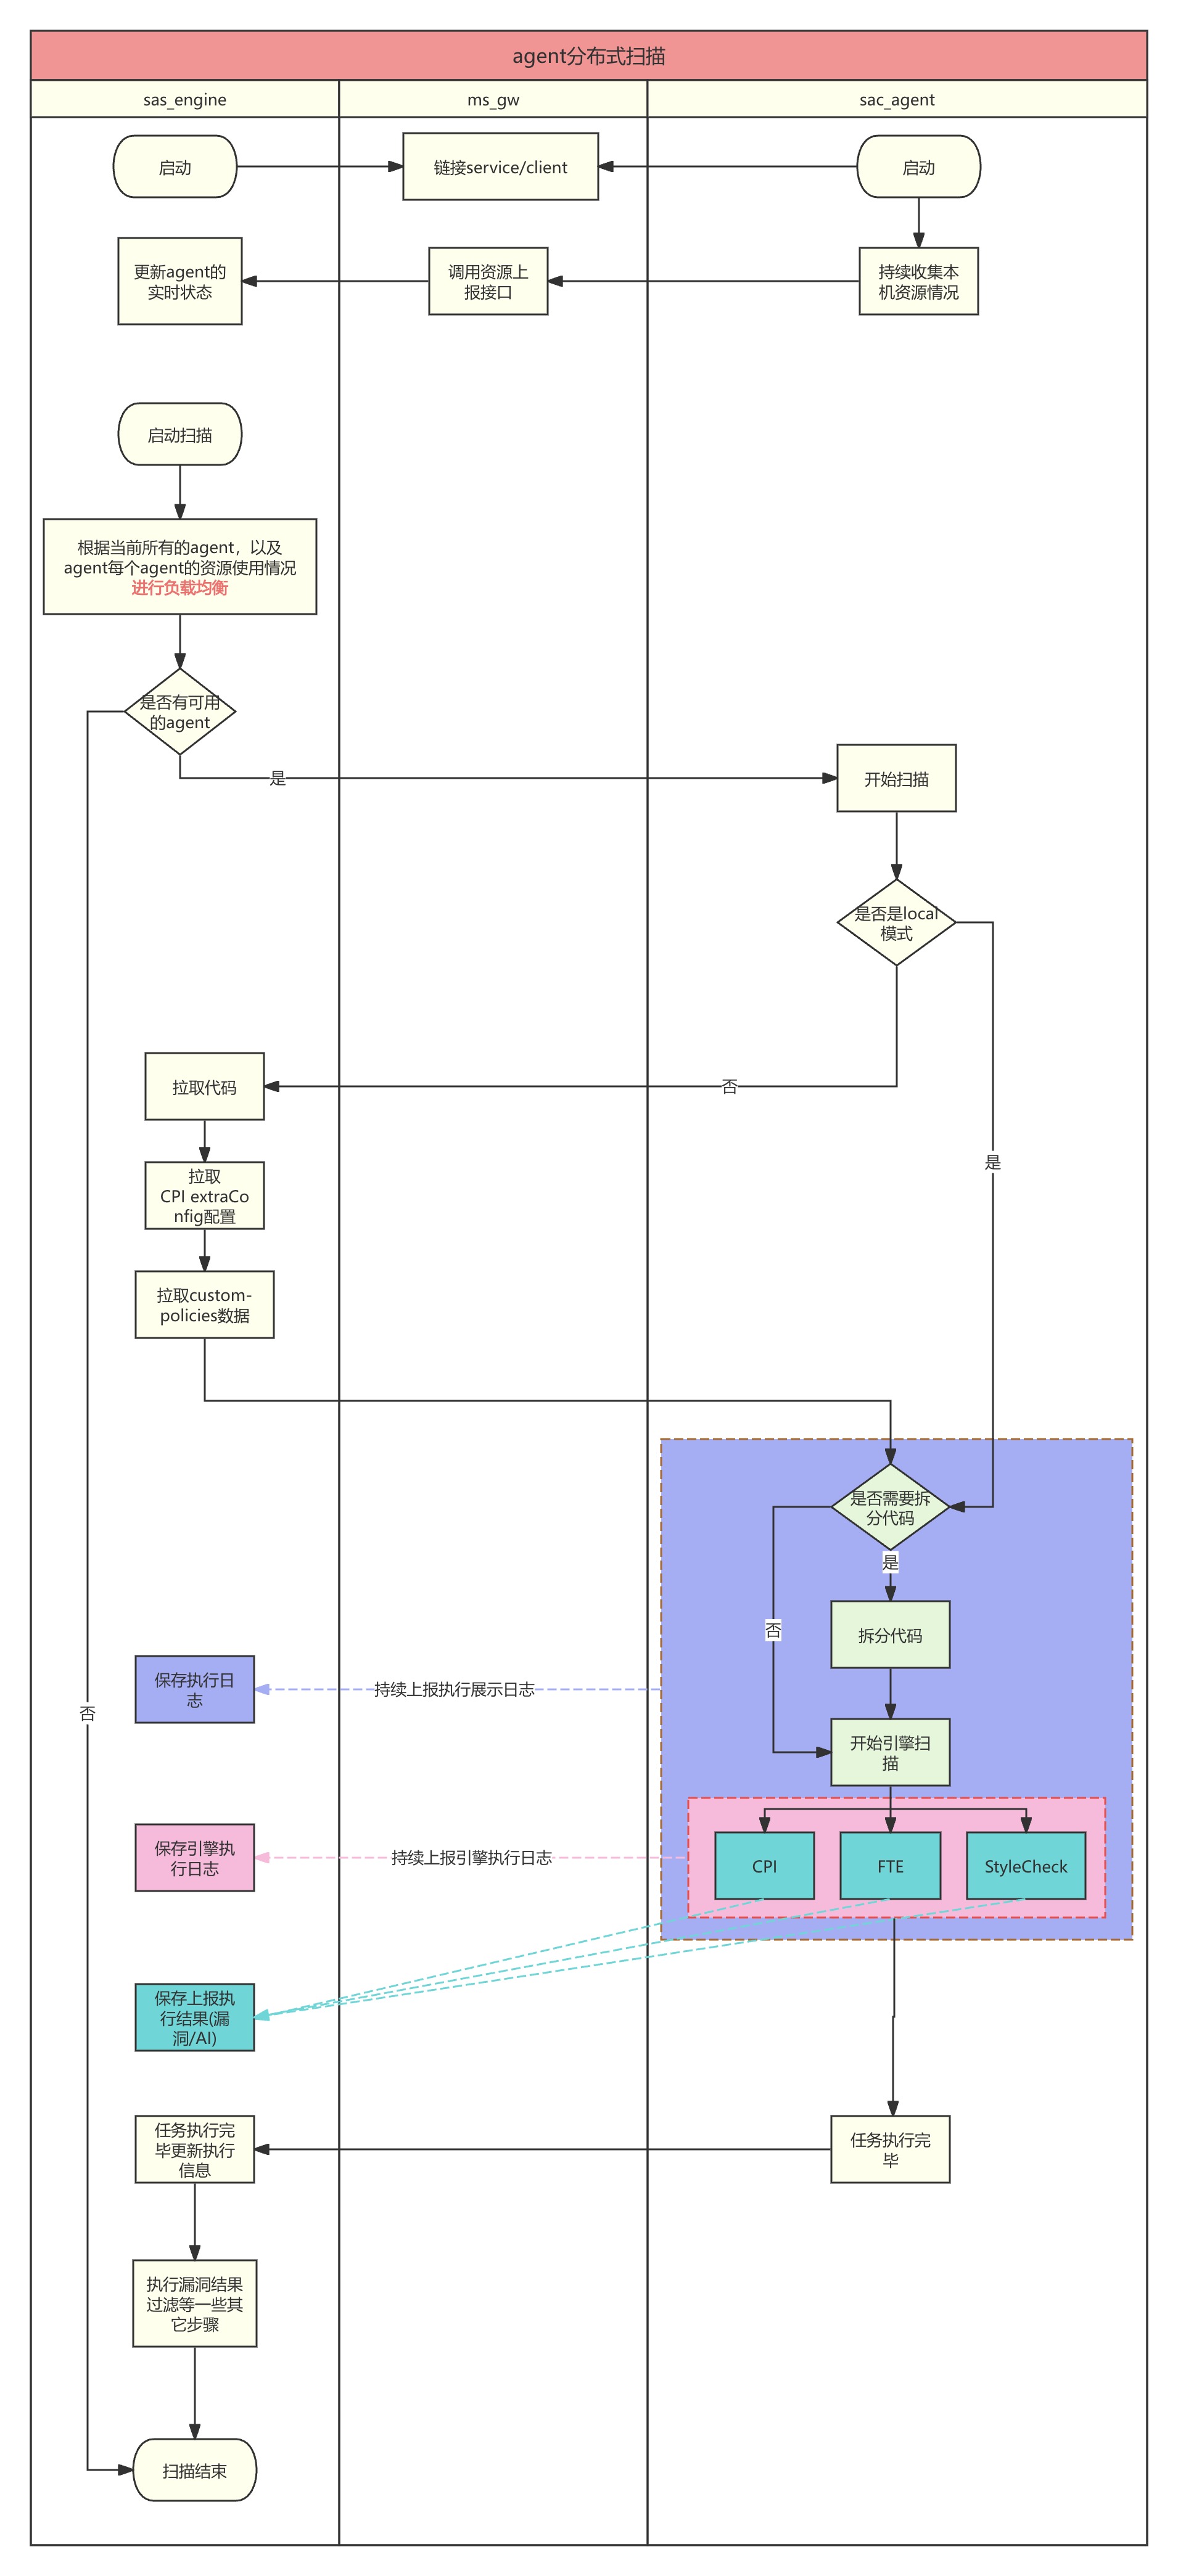 agent分布式扫描
sas_engine
ms_gw
sac_agent
启动
链接service/client
启动
更新agent的
实时状态
调用资源上
报接口
持续收集本
机资源情况
启动扫描
根据当前所有的agent，以及
agent每个agent的资源使用情况
进行负载均衡
是否有可用
的agent
是
开始扫描
是否是local
模式
拉取代码
否
是
拉取
CPI extraCo
nfig配置
拉取custom-
policies数据
是否需要拆
分代码
是
否
拆分代码
保存执行日
志
持续上报执行展示日志
否
开始引擎扫
描
保存引擎执
行日志
持续上报引擎执行日志
CPI
FTE
StyleCheck
保存上报执
行结果(漏
洞/AI)
任务执行完
毕更新执行
信息
任务执行完
毕
执行漏洞结果
过滤等一些其
它步骤
扫描结束